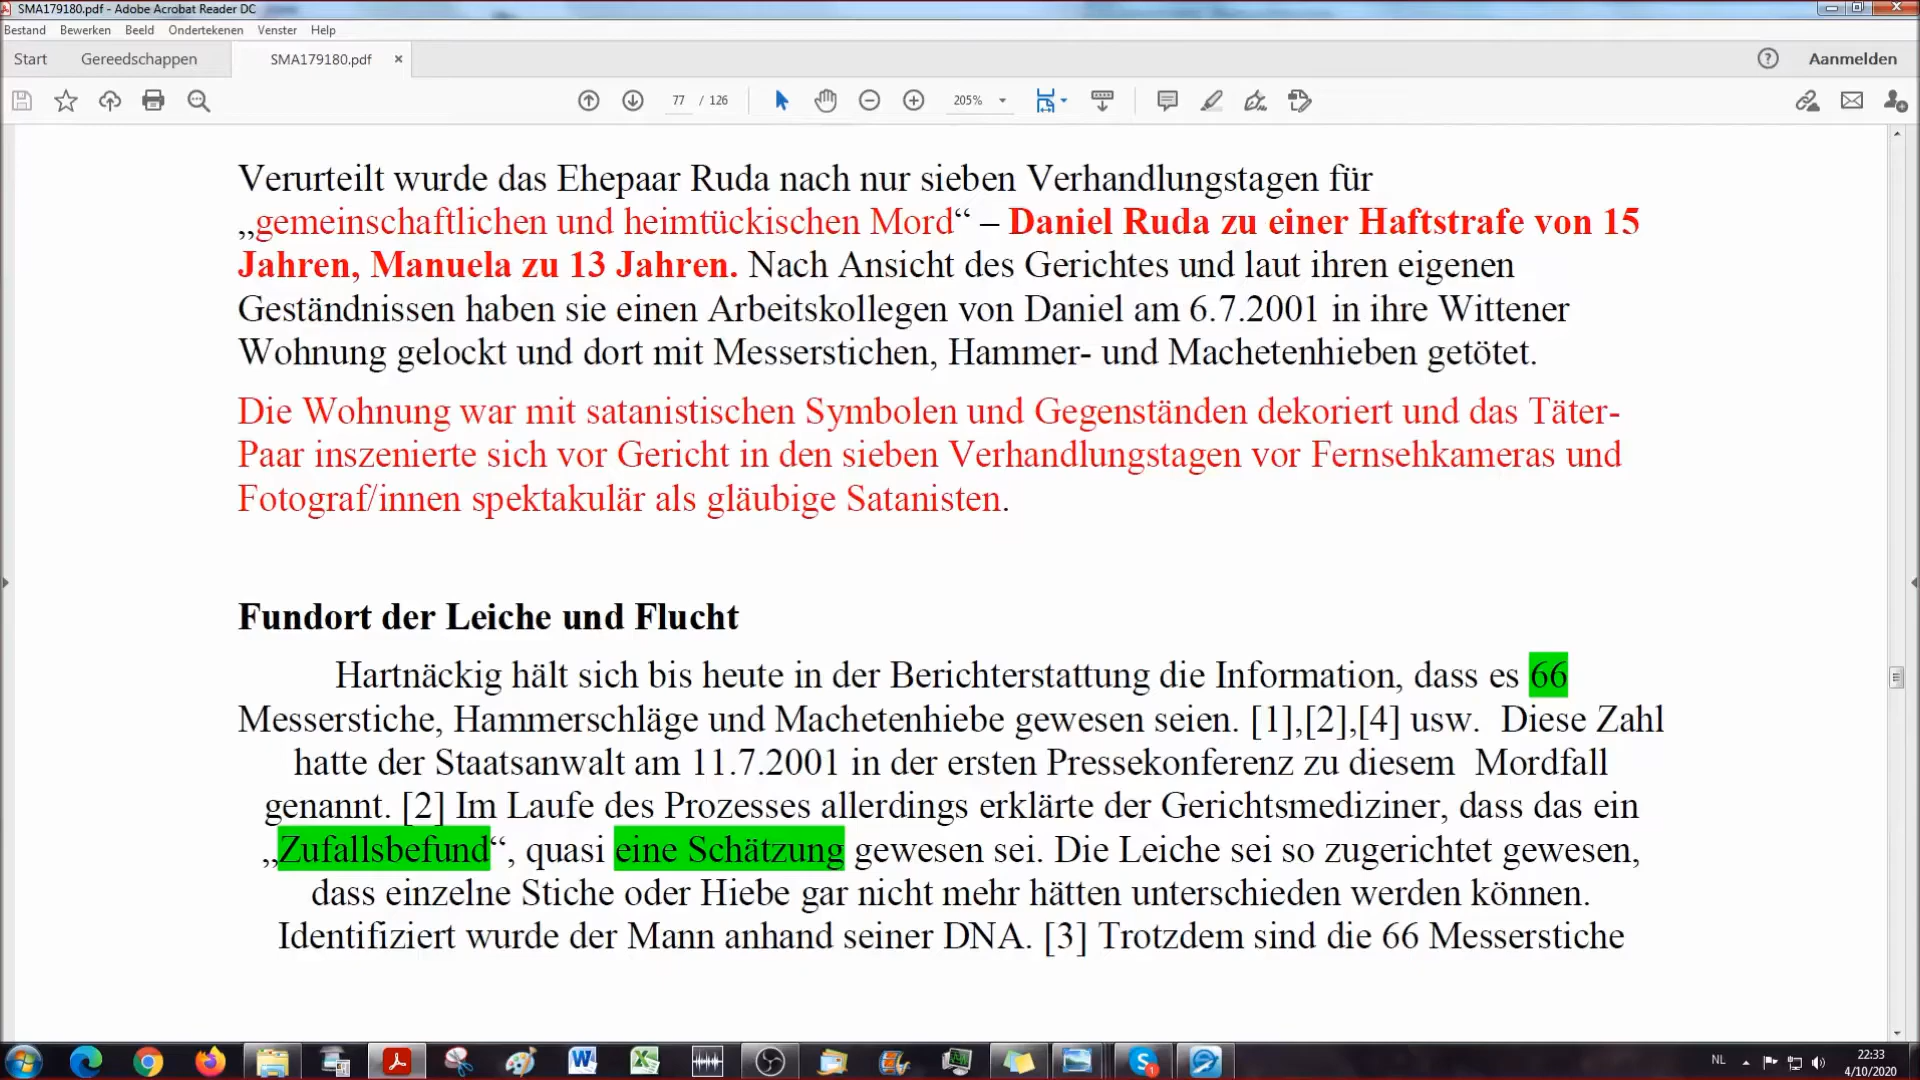 SMA179180.pdf - Adobe Acrobat Reader DC
Bestand Bewerken Beeld Ondertekenen Venster Help
Start Gereedschappen SMA179180.pdf × Aanmelden
77 / 126 205%
Verurteilt wurde das Ehepaar Ruda nach nur sieben Verhandlungstagen für
„gemeinschaftlichen und heimtückischen Mord“ – Daniel Ruda zu einer Haftstrafe von 15
Jahren, Manuela zu 13 Jahren. Nach Ansicht des Gerichtes und laut ihren eigenen
Geständnissen haben sie einen Arbeitskollegen von Daniel am 6.7.2001 in ihre Wittener
Wohnung gelockt und dort mit Messerstichen, Hammer- und Machetenhieben getötet.
Die Wohnung war mit satanistischen Symbolen und Gegenständen dekoriert und das Täter-
Paar inszenierte sich vor Gericht in den sieben Verhandlungstagen vor Fernsehkameras und
Fotograf/innen spektakulär als gläubige Satanisten.
Fundort der Leiche und Flucht
Hartnäckig hält sich bis heute in der Berichterstattung die Information, dass es 66
Messerstiche, Hammerschläge und Machetenhiebe gewesen seien. [1],[2],[4] usw. Diese Zahl
hatte der Staatsanwalt am 11.7.2001 in der ersten Pressekonferenz zu diesem Mordfall
genannt. [2] Im Laufe des Prozesses allerdings erklärte der Gerichtsmediziner, dass das ein
„Zufallsbefund“, quasi eine Schätzung gewesen sei. Die Leiche sei so zugerichtet gewesen,
dass einzelne Stiche oder Hiebe gar nicht mehr hätten unterschieden werden können.
Identifiziert wurde der Mann anhand seiner DNA. [3] Trotzdem sind die 66 Messerstiche
NL 22:33
4/10/2020